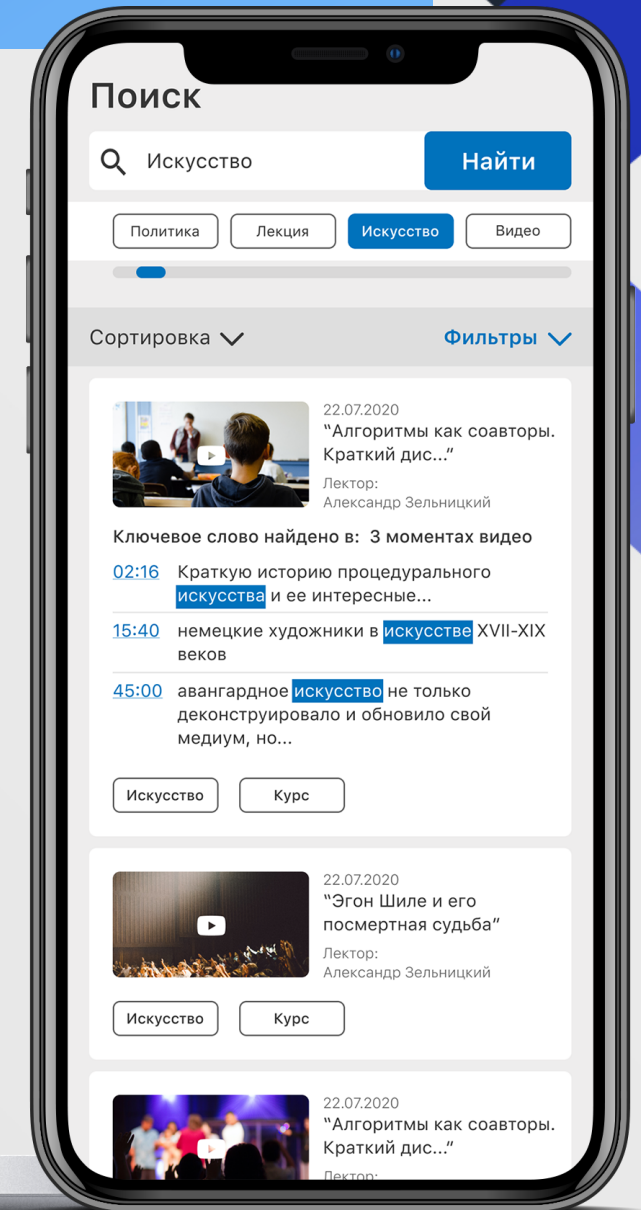 Поиск
Искусство
Найти
Политика
Лекция
Искусство
Видео
Сортировка
Фильтры
22.07.2020
“Алгоритмы как соавторы.
Краткий дис...”
Лектор:
Александр Зельницкий
Ключевое слово найдено в: 3 моментах видео
02:16 Краткую историю процедурального
искусства и ее интересные...
15:40 немецкие художники в искусстве XVII-XIX
веков
45:00 авангардное искусство не только
деконструировало и обновило свой
медиум, но...
Искусство
Курс
22.07.2020
“Эгон Шиле и его
посмертная судьба”
Лектор:
Александр Зельницкий
Искусство
Курс
22.07.2020
“Алгоритмы как соавторы.
Краткий дис...”
Лектор: